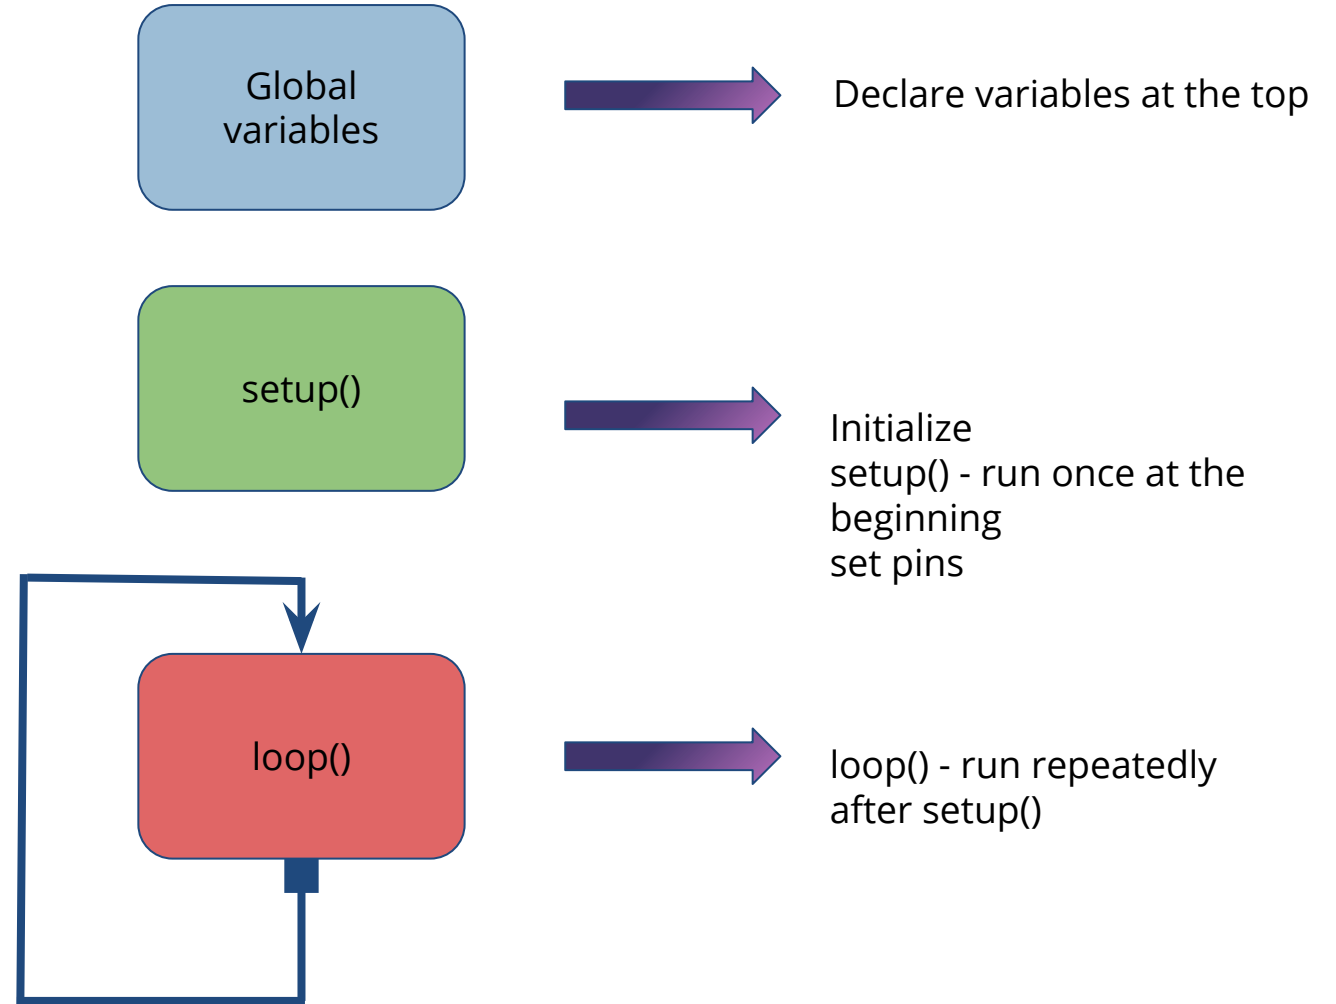 Global
variables
Declare variables at the top
setup()
Initialize
setup() - run once at the
beginning
set pins
loop()
loop() - run repeatedly
after setup()